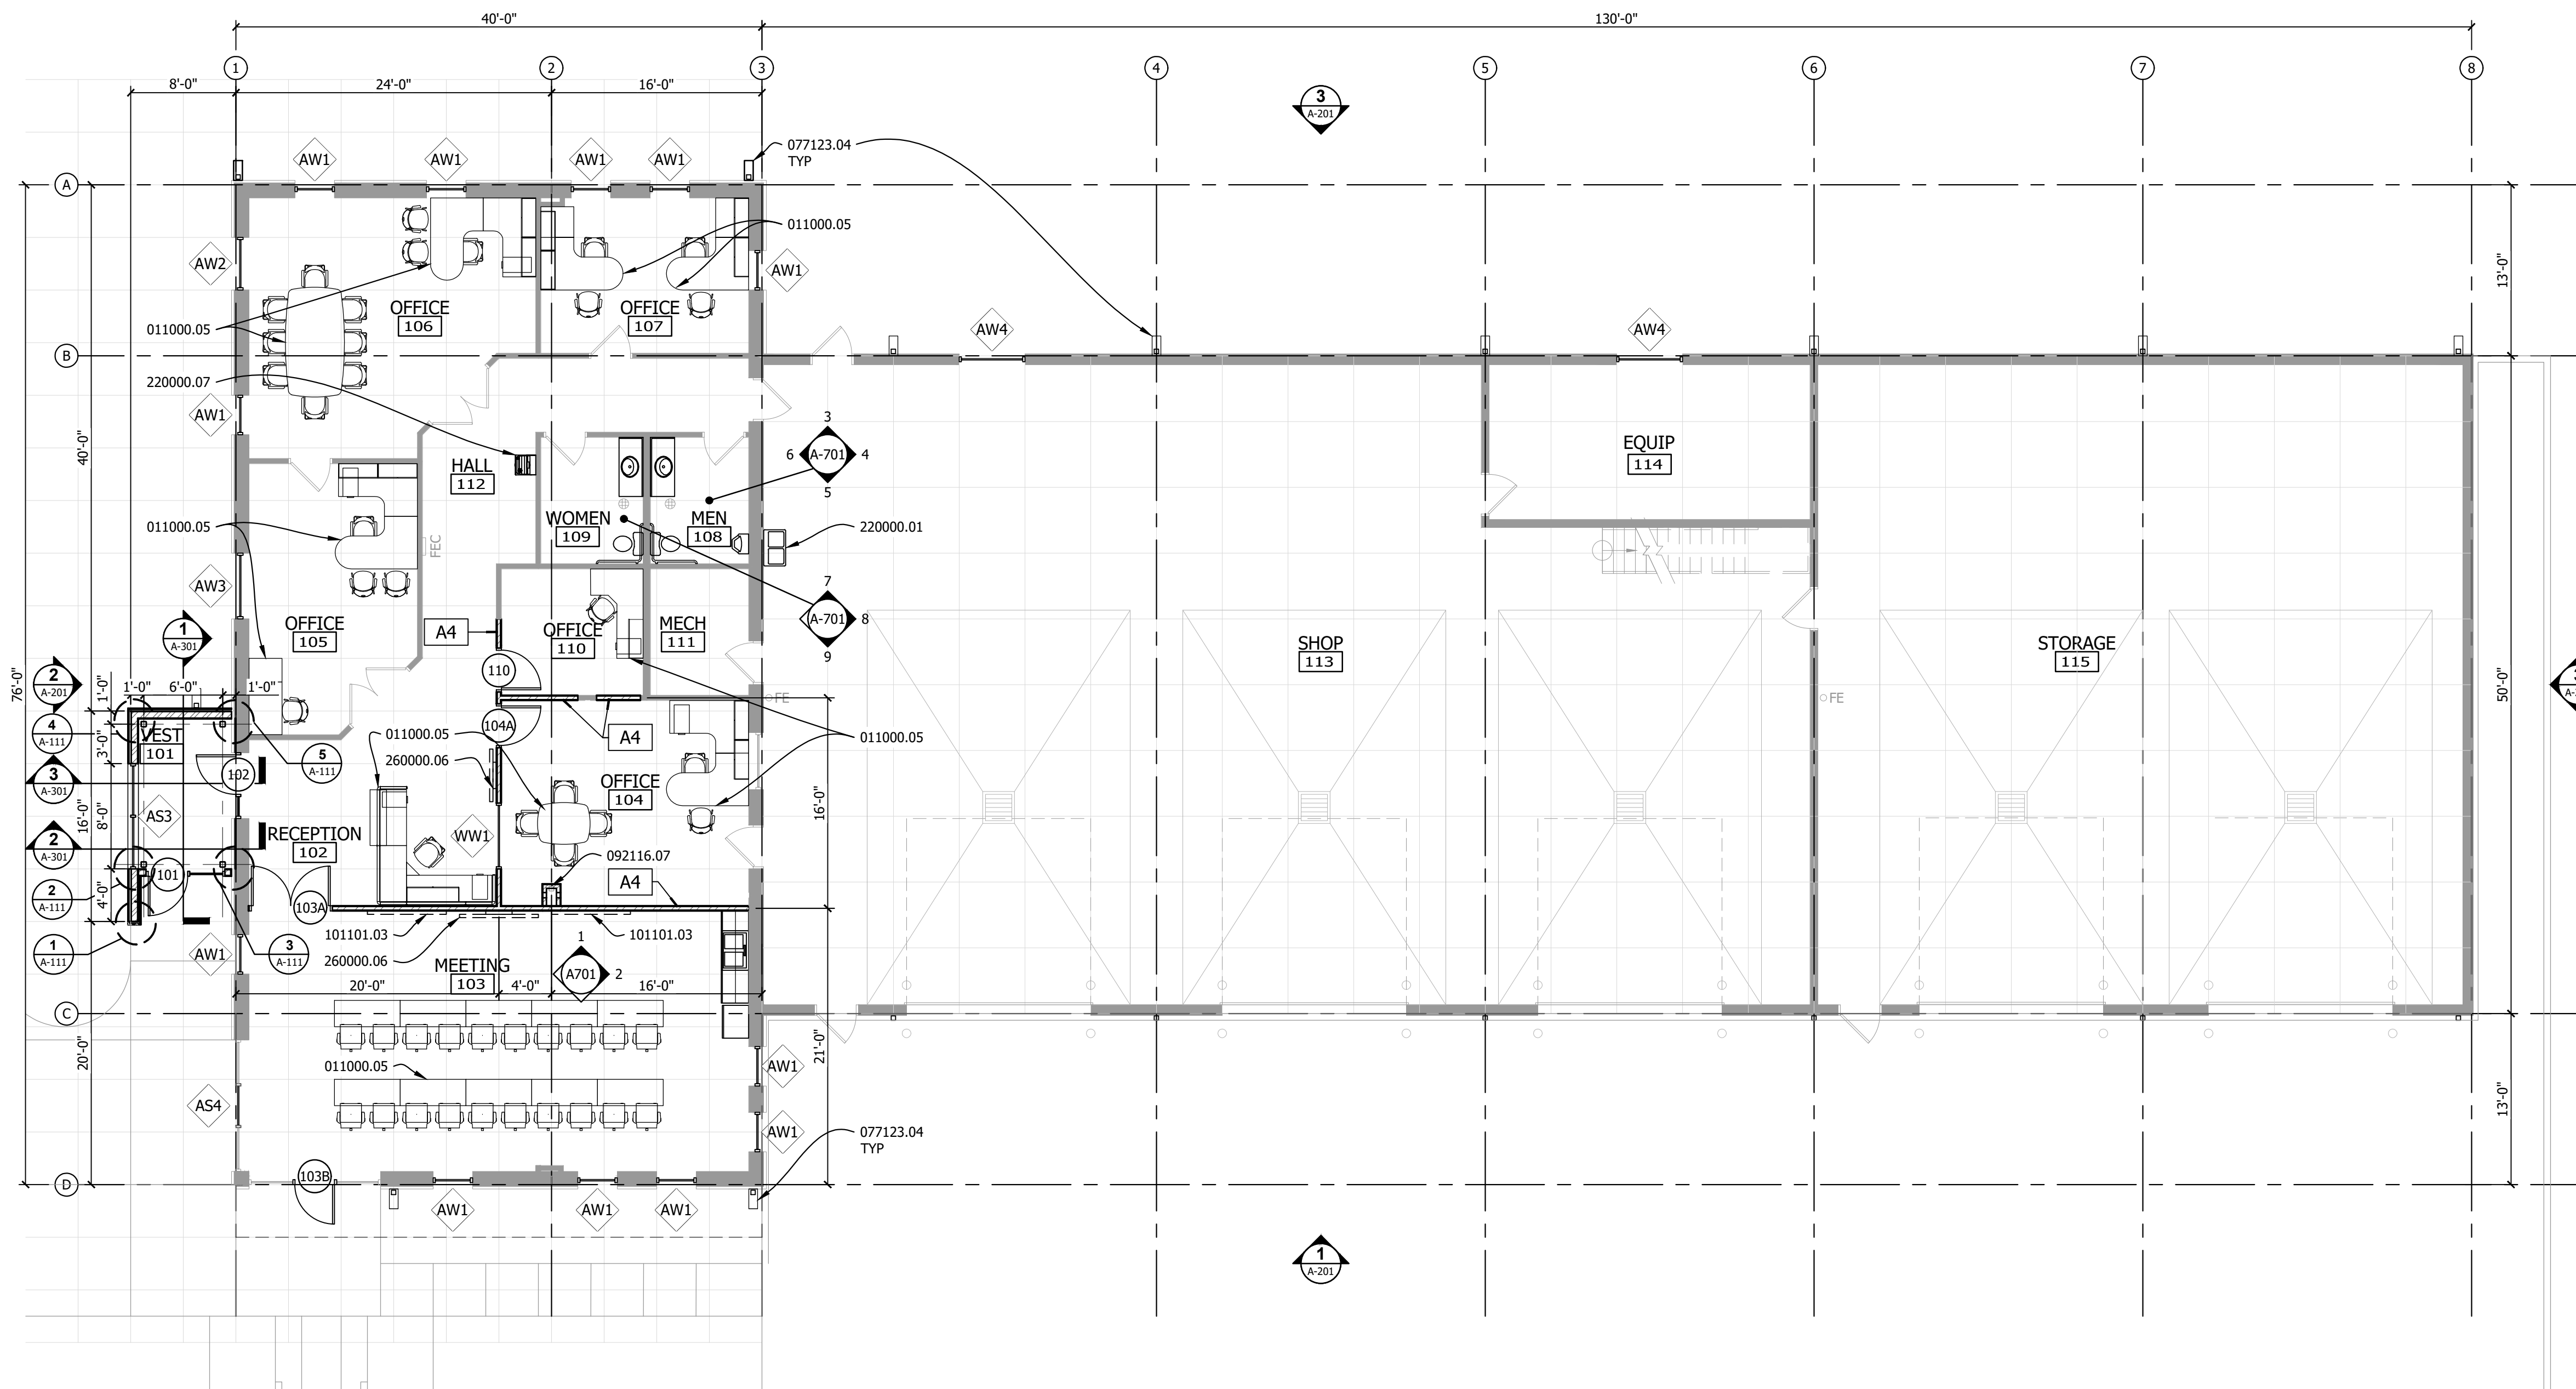 40'-0"
130'-0"
1
2
3
4
5
6
7
8
8'-0"
24'-0"
16'-0"
3
A-201
AW1
AW1
AW1
AW1
077123.04
TYP
A
011000.05
AW2
AW1
13'-0"
OFFICE
106
OFFICE
107
011000.05
AW4
AW4
B
220000.07
AW1
3
6
A-701
4
5
40'-0"
EQUIP
114
HALL
112
WOMEN
109
MEN
108
011000.05
220000.01
FEC
AW3
7
A-701
8
9
OFFICE
105
A4
OFFICE
110
MECH
111
SHOP
113
STORAGE
115
1
A-301
110
76'-0"
2
A-201
1'-0"
1'-0"
6'-0"
1'-0"
FE
FE
50'-0"
4
A-111
VEST
101
3'-0"
104A
011000.05
A4
011000.05
260000.06
5
A-111
102
3
A-301
OFFICE
104
16'-0"
16'-0"
8'-0"
AS3
RECEPTION
102
WW1
2
A-301
092116.07
101
A4
2
A-111
4'-0"
103A
1
A-111
AW1
3
A-111
101101.03
101101.03
260000.06
1
A701
2
MEETING
103
20'-0"
4'-0"
16'-0"
C
20'-0"
21'-0"
011000.05
AW1
AS4
13'-0"
AW1
077123.04
TYP
D
103B
AW1
AW1
AW1
1
A-201